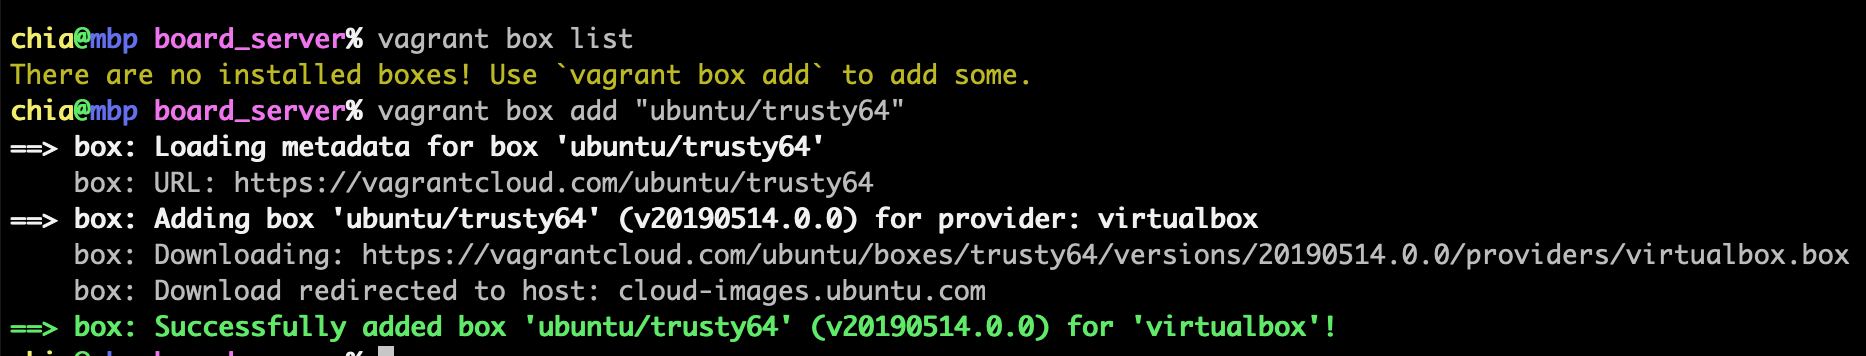 chia@mbp board_server% vagrant box list
There are no installed boxes! Use `vagrant box add` to add some.
chia@mbp board_server% vagrant box add "ubuntu/trusty64"
==> box: Loading metadata for box 'ubuntu/trusty64'
    box: URL: https://vagrantcloud.com/ubuntu/trusty64
==> box: Adding box 'ubuntu/trusty64' (v20190514.0.0) for provider: virtualbox
    box: Downloading: https://vagrantcloud.com/ubuntu/boxes/trusty64/versions/20190514.0.0/providers/virtualbox.box
    box: Download redirected to host: cloud-images.ubuntu.com
==> box: Successfully added box 'ubuntu/trusty64' (v20190514.0.0) for 'virtualbox'!